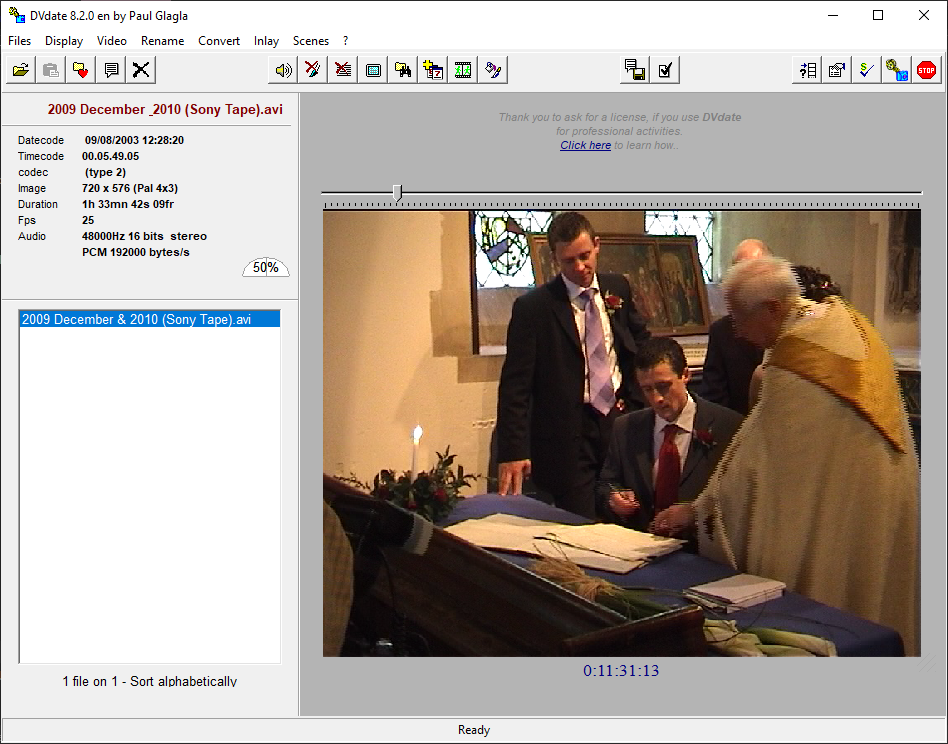 DVdate 8.2.0 en by Paul Glagla
Files Display Video Rename Convert Inlay Scenes ?
STOP
2009 December _2010 (Sony Tape).avi
Datecode 09/08/2003 12:28:20
Timecode 00.05.49.05
codec (type 2)
Image 720 x 576 (Pal 4x3)
Duration 1h 33mn 42s 09fr
Fps 25
Audio 48000Hz 16 bits stereo
PCM 192000 bytes/s
50%
2009 December & 2010 (Sony Tape).avi
1 file on 1 - Sort alphabetically
Thank you to ask for a license, if you use DVdate
for professional activities.
Click here to learn how..
0:11:31:13
Ready